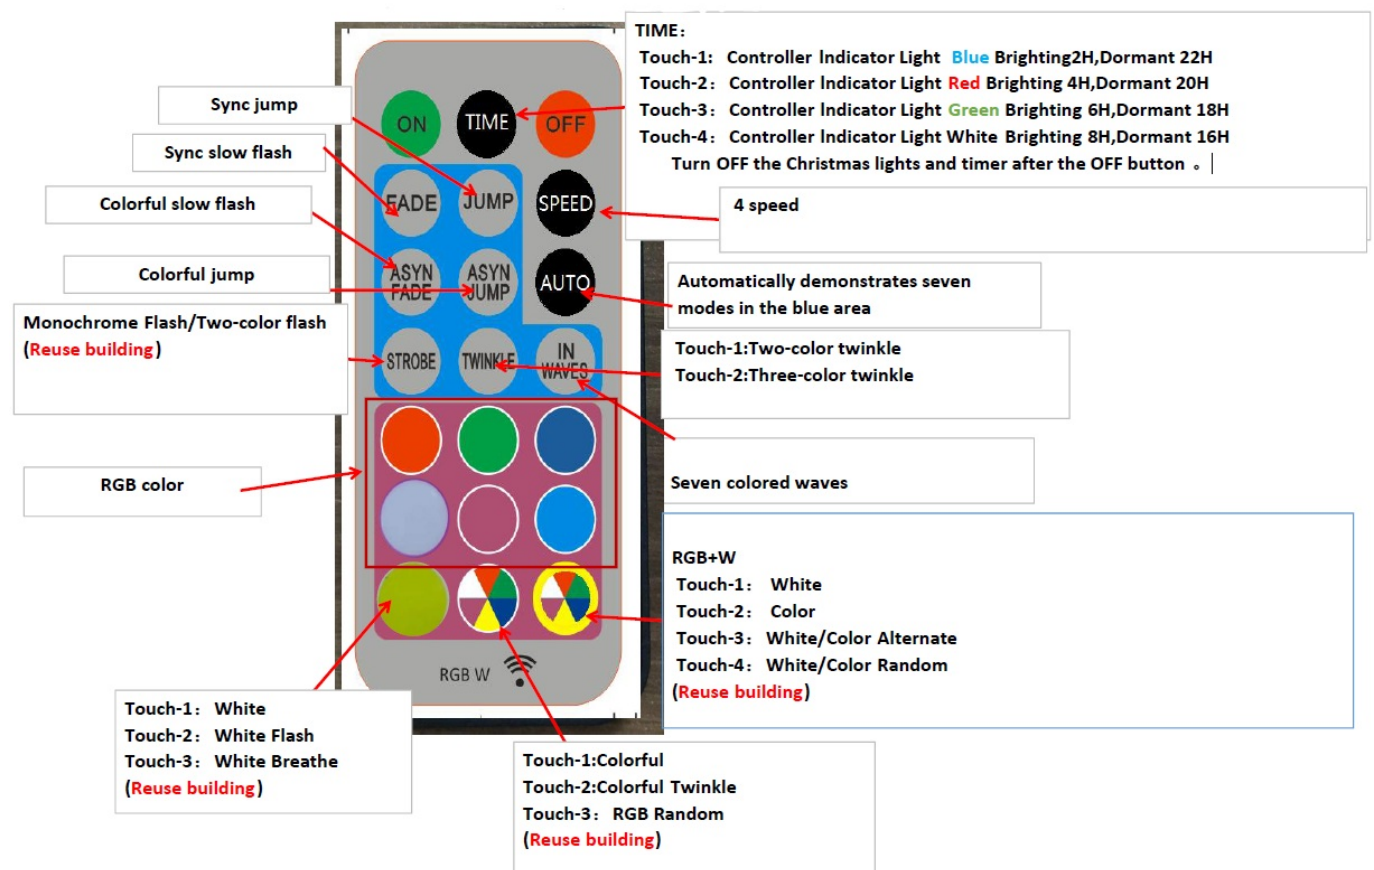 TIME：
Touch-1: Controller lndicator Light Blue Brighting2H,Dormant 22H
Touch-2： Controller lndicator Light Red Brighting 4H,Dormant 20H
Touch-3： Controller lndicator Light Green Brighting 6H,Dormant 18H
Touch-4： Controller lndicator Light White Brighting 8H,Dormant 16H
Turn OFF the Christmas lights and timer after the OFF button 。
Sync jump
Sync slow flash
Colorful slow flash
Colorful jump
Monochrome Flash/Two-color flash
(Reuse building)
RGB color
ON
TIME
OFF
FADE
JUMP
SPEED
ASYN
FADE
ASYN
JUMP
AUTO
STROBE
TWINKLE
IN
WAVES
RGB W
4 speed
Automatically demonstrates seven
modes in the blue area
Touch-1:Two-color twinkle
Touch-2:Three-color twinkle
Seven colored waves
RGB+W
Touch-1： White
Touch-2： Color
Touch-3： White/Color Alternate
Touch-4： White/Color Random
(Reuse building)
Touch-1： White
Touch-2： White Flash
Touch-3： White Breathe
(Reuse building)
Touch-1:Colorful
Touch-2:Colorful Twinkle
Touch-3： RGB Random
(Reuse building)